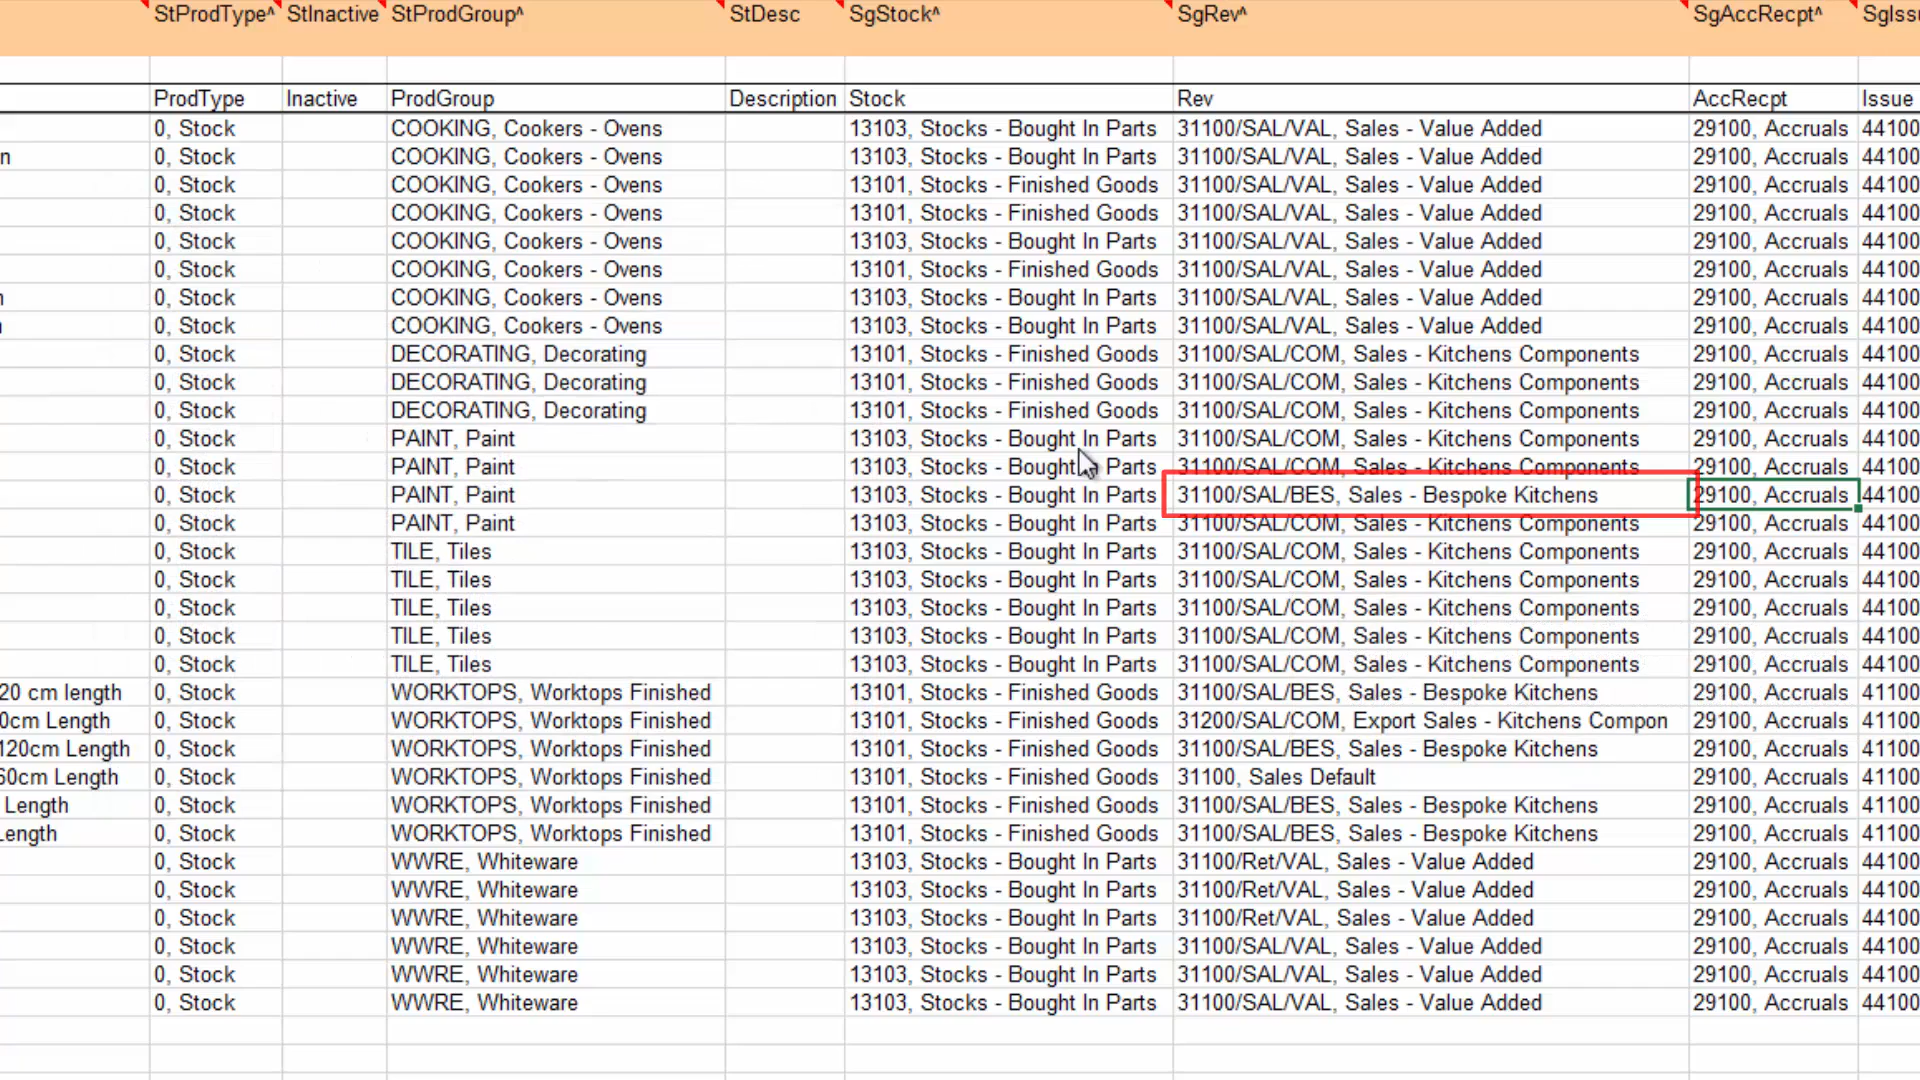 StProdType^ StInactive StProdGroup^ StDesc SgStock^ SgRev^ SgAccRecpt^ SgIssu
ProdType Inactive ProdGroup Description Stock Rev AccRecpt Issue
0, Stock COOKING, Cookers - Ovens 13103, Stocks - Bought In Parts 31100/SAL/VAL, Sales - Value Added 29100, Accruals 44100
n 0, Stock COOKING, Cookers - Ovens 13103, Stocks - Bought In Parts 31100/SAL/VAL, Sales - Value Added 29100, Accruals 44100
0, Stock COOKING, Cookers - Ovens 13101, Stocks - Finished Goods 31100/SAL/VAL, Sales - Value Added 29100, Accruals 44100
0, Stock COOKING, Cookers - Ovens 13101, Stocks - Finished Goods 31100/SAL/VAL, Sales - Value Added 29100, Accruals 44100
0, Stock COOKING, Cookers - Ovens 13103, Stocks - Bought In Parts 31100/SAL/VAL, Sales - Value Added 29100, Accruals 44100
0, Stock COOKING, Cookers - Ovens 13101, Stocks - Finished Goods 31100/SAL/VAL, Sales - Value Added 29100, Accruals 44100
0, Stock COOKING, Cookers - Ovens 13103, Stocks - Bought In Parts 31100/SAL/VAL, Sales - Value Added 29100, Accruals 44100
0, Stock COOKING, Cookers - Ovens 13103, Stocks - Bought In Parts 31100/SAL/VAL, Sales - Value Added 29100, Accruals 44100
0, Stock DECORATING, Decorating 13101, Stocks - Finished Goods 31100/SAL/COM, Sales - Kitchens Components 29100, Accruals 44100
0, Stock DECORATING, Decorating 13101, Stocks - Finished Goods 31100/SAL/COM, Sales - Kitchens Components 29100, Accruals 44100
0, Stock DECORATING, Decorating 13101, Stocks - Finished Goods 31100/SAL/COM, Sales - Kitchens Components 29100, Accruals 44100
0, Stock PAINT, Paint 13103, Stocks - Bought In Parts 31100/SAL/COM, Sales - Kitchens Components 29100, Accruals 44100
0, Stock PAINT, Paint 13103, Stocks - Bought In Parts 31100/SAL/COM, Sales - Kitchens Components 29100, Accruals 44100
0, Stock PAINT, Paint 13103, Stocks - Bought In Parts 31100/SAL/BES, Sales - Bespoke Kitchens 29100, Accruals 44100
0, Stock PAINT, Paint 13103, Stocks - Bought In Parts 31100/SAL/COM, Sales - Kitchens Components 29100, Accruals 44100
0, Stock TILE, Tiles 13103, Stocks - Bought In Parts 31100/SAL/COM, Sales - Kitchens Components 29100, Accruals 44100
0, Stock TILE, Tiles 13103, Stocks - Bought In Parts 31100/SAL/COM, Sales - Kitchens Components 29100, Accruals 44100
0, Stock TILE, Tiles 13103, Stocks - Bought In Parts 31100/SAL/COM, Sales - Kitchens Components 29100, Accruals 44100
0, Stock TILE, Tiles 13103, Stocks - Bought In Parts 31100/SAL/COM, Sales - Kitchens Components 29100, Accruals 44100
0, Stock TILE, Tiles 13103, Stocks - Bought In Parts 31100/SAL/COM, Sales - Kitchens Components 29100, Accruals 44100
20 cm length 0, Stock WORKTOPS, Worktops Finished 13101, Stocks - Finished Goods 31100/SAL/BES, Sales - Bespoke Kitchens 29100, Accruals 41100
0cm Length 0, Stock WORKTOPS, Worktops Finished 13101, Stocks - Finished Goods 31200/SAL/COM, Export Sales - Kitchens Compon 29100, Accruals 41100
120cm Length 0, Stock WORKTOPS, Worktops Finished 13101, Stocks - Finished Goods 31100/SAL/BES, Sales - Bespoke Kitchens 29100, Accruals 41100
60cm Length 0, Stock WORKTOPS, Worktops Finished 13101, Stocks - Finished Goods 31100, Sales Default 29100, Accruals 41100
Length 0, Stock WORKTOPS, Worktops Finished 13101, Stocks - Finished Goods 31100/SAL/BES, Sales - Bespoke Kitchens 29100, Accruals 41100
Length 0, Stock WORKTOPS, Worktops Finished 13101, Stocks - Finished Goods 31100/SAL/BES, Sales - Bespoke Kitchens 29100, Accruals 41100
0, Stock WWRE, Whiteware 13103, Stocks - Bought In Parts 31100/Ret/VAL, Sales - Value Added 29100, Accruals 44100
0, Stock WWRE, Whiteware 13103, Stocks - Bought In Parts 31100/Ret/VAL, Sales - Value Added 29100, Accruals 44100
0, Stock WWRE, Whiteware 13103, Stocks - Bought In Parts 31100/Ret/VAL, Sales - Value Added 29100, Accruals 44100
0, Stock WWRE, Whiteware 13103, Stocks - Bought In Parts 31100/SAL/VAL, Sales - Value Added 29100, Accruals 44100
0, Stock WWRE, Whiteware 13103, Stocks - Bought In Parts 31100/SAL/VAL, Sales - Value Added 29100, Accruals 44100
0, Stock WWRE, Whiteware 13103, Stocks - Bought In Parts 31100/SAL/VAL, Sales - Value Added 29100, Accruals 44100